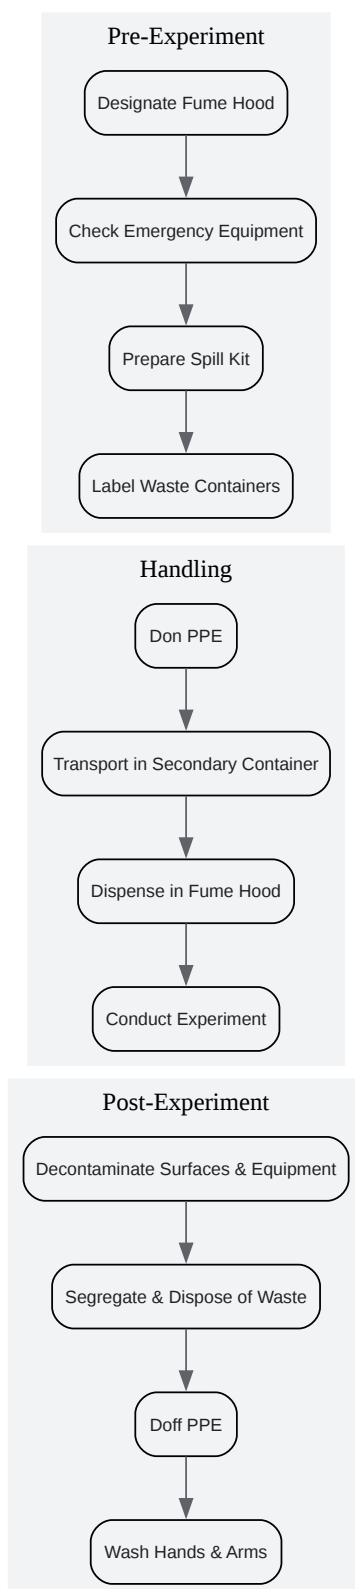 Pre-Experiment
Designate Fume Hood
Check Emergency Equipment
Prepare Spill Kit
Label Waste Containers
Handling
Don PPE
Transport in Secondary Container
Dispense in Fume Hood
Conduct Experiment
Post-Experiment
Decontaminate Surfaces & Equipment
Segregate & Dispose of Waste
Doff PPE
Wash Hands & Arms